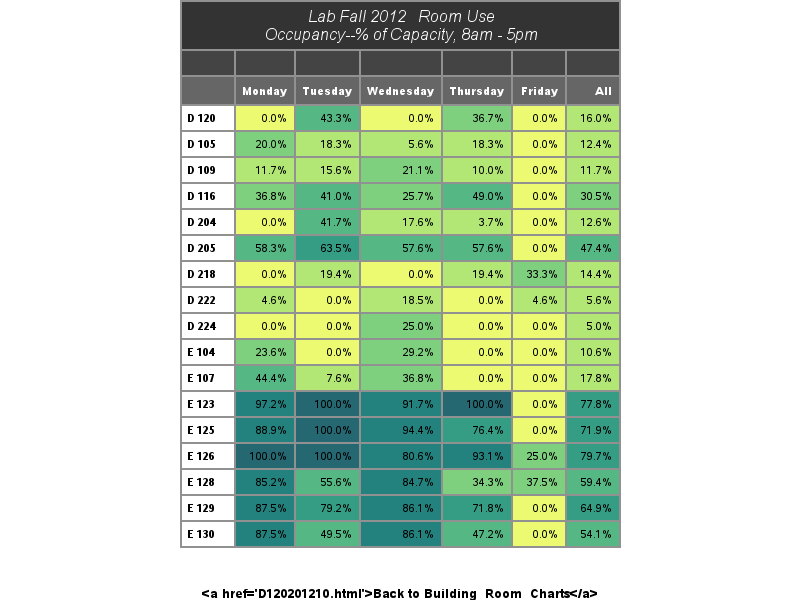 Lab Fall 2012 Room Use
Occupancy--% of Capacity, 8am - 5pm
Monday Tuesday Wednesday Thursday Friday All
D 120 0.0% 43.3% 0.0% 36.7% 0.0% 16.0%
D 105 20.0% 18.3% 5.6% 18.3% 0.0% 12.4%
D 109 11.7% 15.6% 21.1% 10.0% 0.0% 11.7%
D 116 36.8% 41.0% 25.7% 49.0% 0.0% 30.5%
D 204 0.0% 41.7% 17.6% 3.7% 0.0% 12.6%
D 205 58.3% 63.5% 57.6% 57.6% 0.0% 47.4%
D 218 0.0% 19.4% 0.0% 19.4% 33.3% 14.4%
D 222 4.6% 0.0% 18.5% 0.0% 4.6% 5.6%
D 224 0.0% 0.0% 25.0% 0.0% 0.0% 5.0%
E 104 23.6% 0.0% 29.2% 0.0% 0.0% 10.6%
E 107 44.4% 7.6% 36.8% 0.0% 0.0% 17.8%
E 123 97.2% 100.0% 91.7% 100.0% 0.0% 77.8%
E 125 88.9% 100.0% 94.4% 76.4% 0.0% 71.9%
E 126 100.0% 100.0% 80.6% 93.1% 25.0% 79.7%
E 128 85.2% 55.6% 84.7% 34.3% 37.5% 59.4%
E 129 87.5% 79.2% 86.1% 71.8% 0.0% 64.9%
E 130 87.5% 49.5% 86.1% 47.2% 0.0% 54.1%
<a href='D120201210.html'>Back to Building_Room_Charts</a>